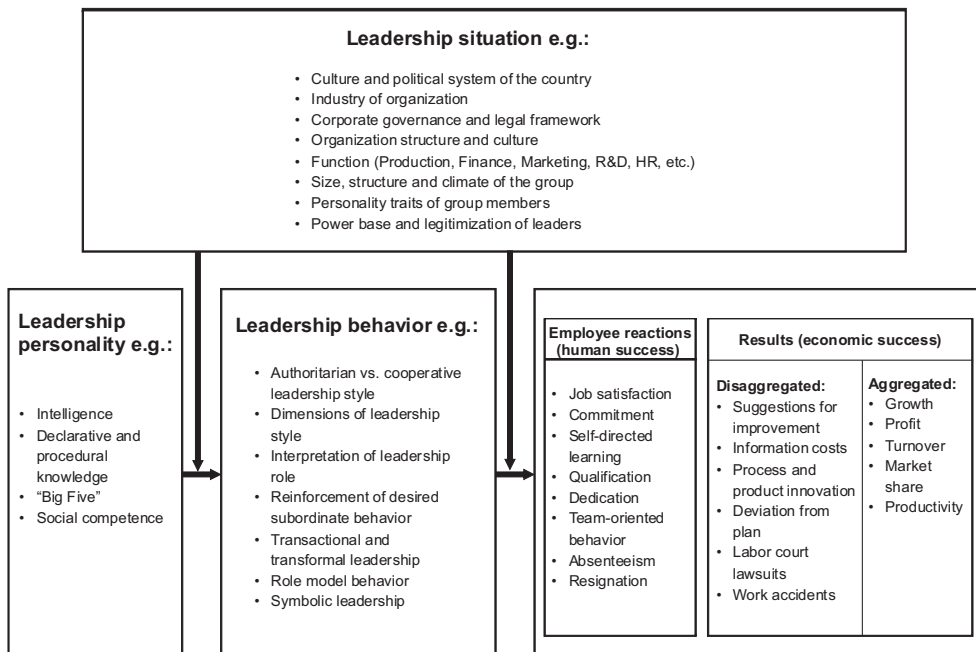 Leadership situation e.g.:
• Culture and political system of the country
• Industry of organization
• Corporate governance and legal framework
• Organization structure and culture
• Function (Production, Finance, Marketing, R&D, HR, etc.)
• Size, structure and climate of the group
• Personality traits of group members
• Power base and legitimization of leaders
Leadership
personality e.g.:
• Intelligence
• Declarative and
procedural
knowledge
• “Big Five”
• Social competence
Leadership behavior e.g.:
• Authoritarian vs. cooperative
leadership style
• Dimensions of leadership
style
• Interpretation of leadership
role
• Reinforcement of desired
subordinate behavior
• Transactional and
transformal leadership
• Role model behavior
• Symbolic leadership
Employee reactions
(human success)
• Job satisfaction
• Commitment
• Self-directed
learning
• Qualification
• Dedication
• Team-oriented
behavior
• Absenteeism
• Resignation
Results (economic success)
Disaggregated:
• Suggestions for
improvement
• Information costs
• Process and
product innovation
• Deviation from
plan
• Labor court
lawsuits
• Work accidents
Aggregated:
• Growth
• Profit
• Turnover
• Market
share
• Productivity